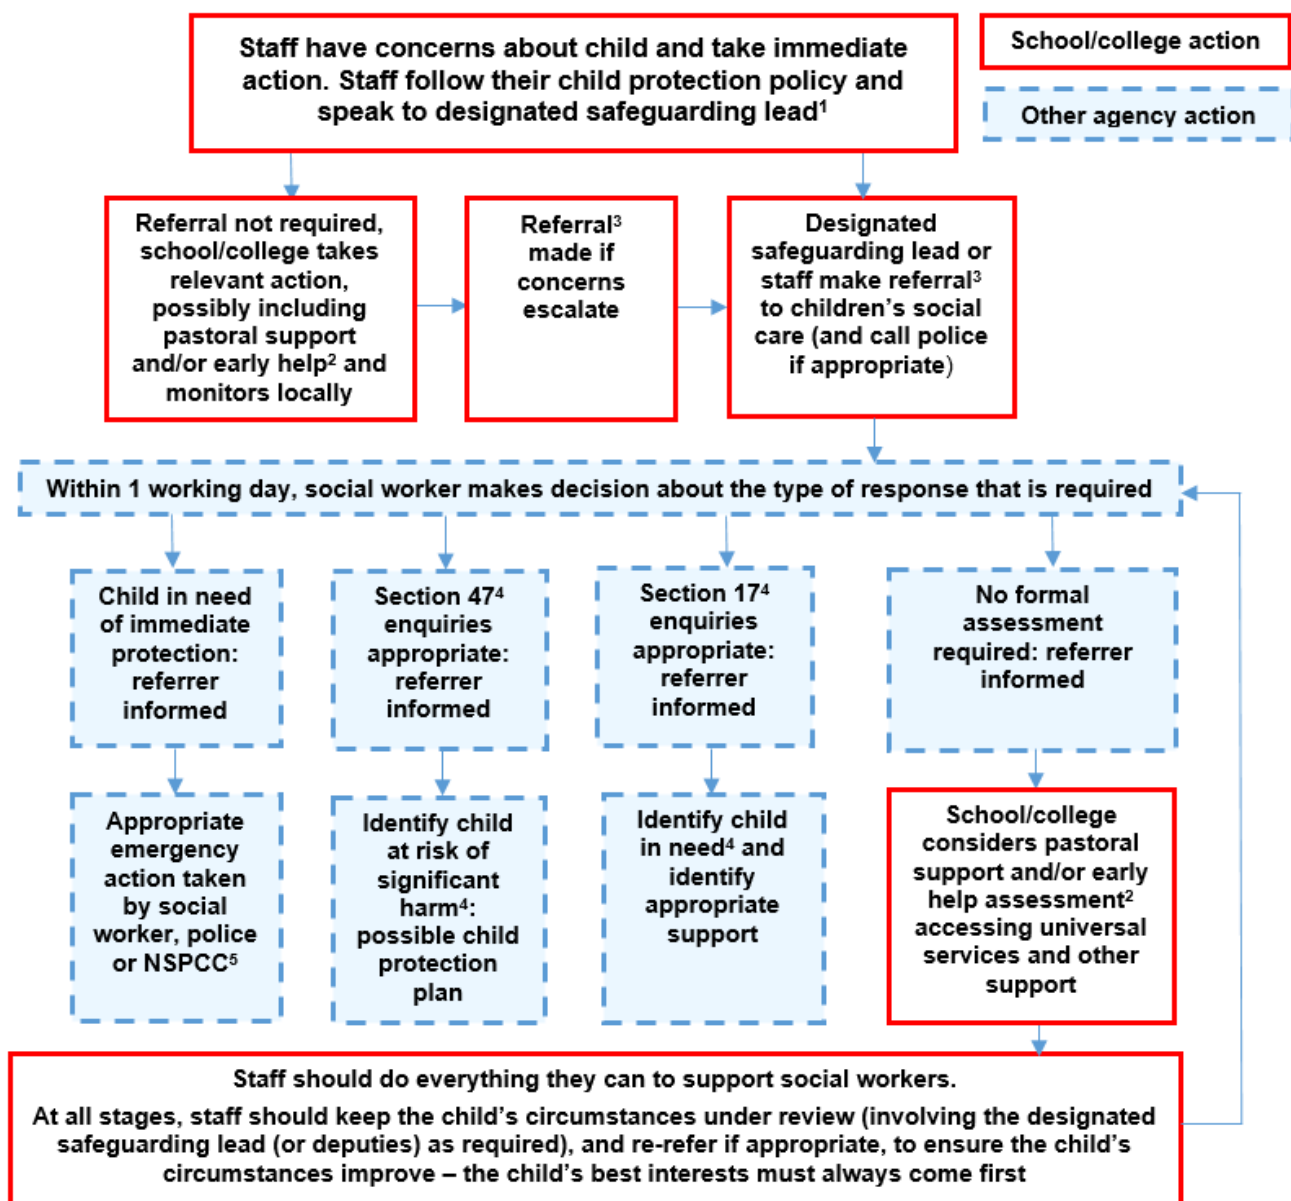 Staff have concerns about child and take immediate
action. Staff follow their child protection policy and
speak to designated safeguarding lead¹
School/college action
Other agency action
Referral not required,
school/college takes
relevant action,
possibly including
pastoral support
and/or early help² and
monitors locally
Referral³
made if
concerns
escalate
Designated
safeguarding lead or
staff make referral³
to children’s social
care (and call police
if appropriate)
Within 1 working day, social worker makes decision about the type of response that is required
Child in need
of immediate
protection:
referrer
informed
Section 47⁴
enquiries
appropriate:
referrer
informed
Section 17⁴
enquiries
appropriate:
referrer
informed
No formal
assessment
required: referrer
informed
Appropriate
emergency
action taken
by social
worker, police
or NSPCC⁵
Identify child
at risk of
significant
harm⁴:
possible child
protection
plan
Identify child
in need⁴ and
identify
appropriate
support
School/college
considers pastoral
support and/or early
help assessment²
accessing universal
services and other
support
Staff should do everything they can to support social workers.
At all stages, staff should keep the child’s circumstances under review (involving the designated
safeguarding lead (or deputies) as required), and re-refer if appropriate, to ensure the child’s
circumstances improve – the child’s best interests must always come first